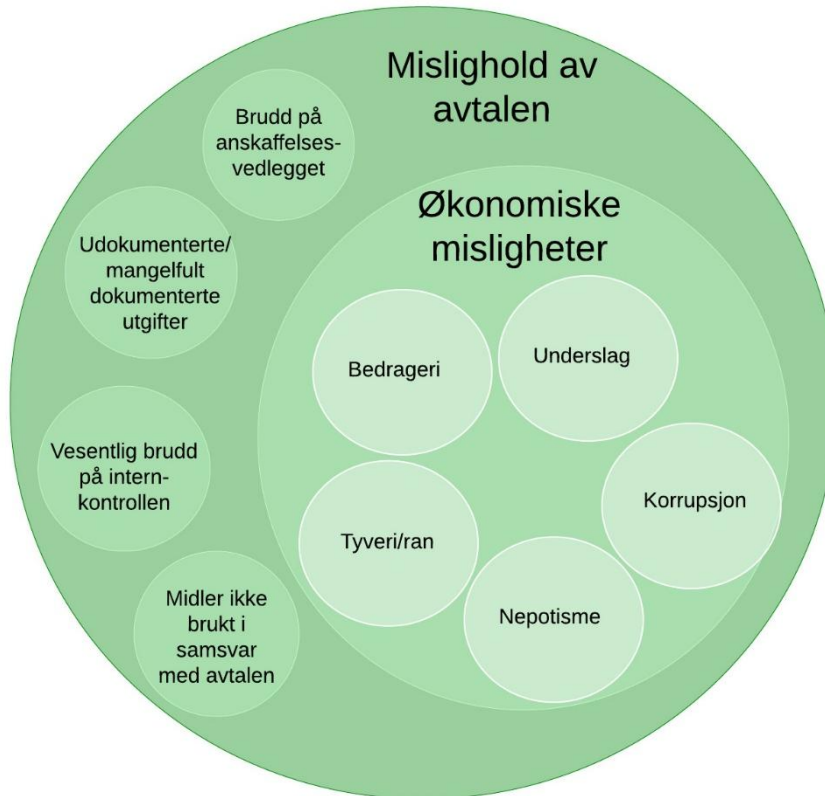 Mislighold av
avtalen
Brudd på
anskaffelses-
vedlegget
Økonomiske
misligheter
Udokumenterte/
mangelfult
dokumenterte
utgifter
Bedrageri
Underslag
Vesentlig brudd
på intern-
kontrollen
Tyveri/ran
Korrupsjon
Midler ikke
brukt i
samsvar
med avtalen
Nepotisme